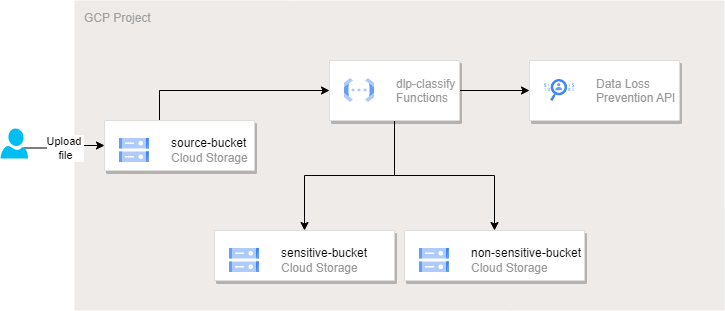 GCP Project
dlp-classify
Functions
Data Loss
Prevention API
Upload
file
source-bucket
Cloud Storage
sensitive-bucket
Cloud Storage
non-sensitive-bucket
Cloud Storage